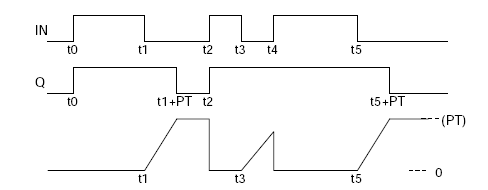 IN
t0 t1 t2 t3 t4 t5
Q
t0 t1+PT t2 t5+PT
(PT)
t1 t3 t5 0